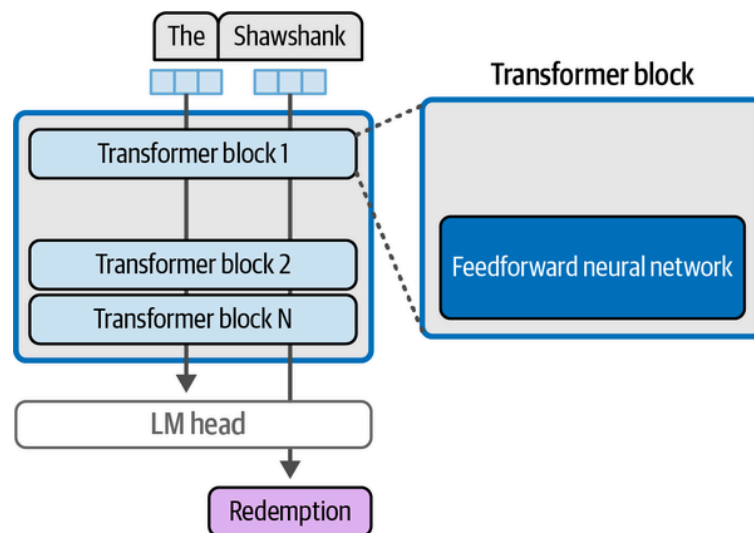 The
Shawshank
Transformer block
Transformer block 1
Transformer block 2
Feedforward neural network
Transformer block N
LM head
Redemption